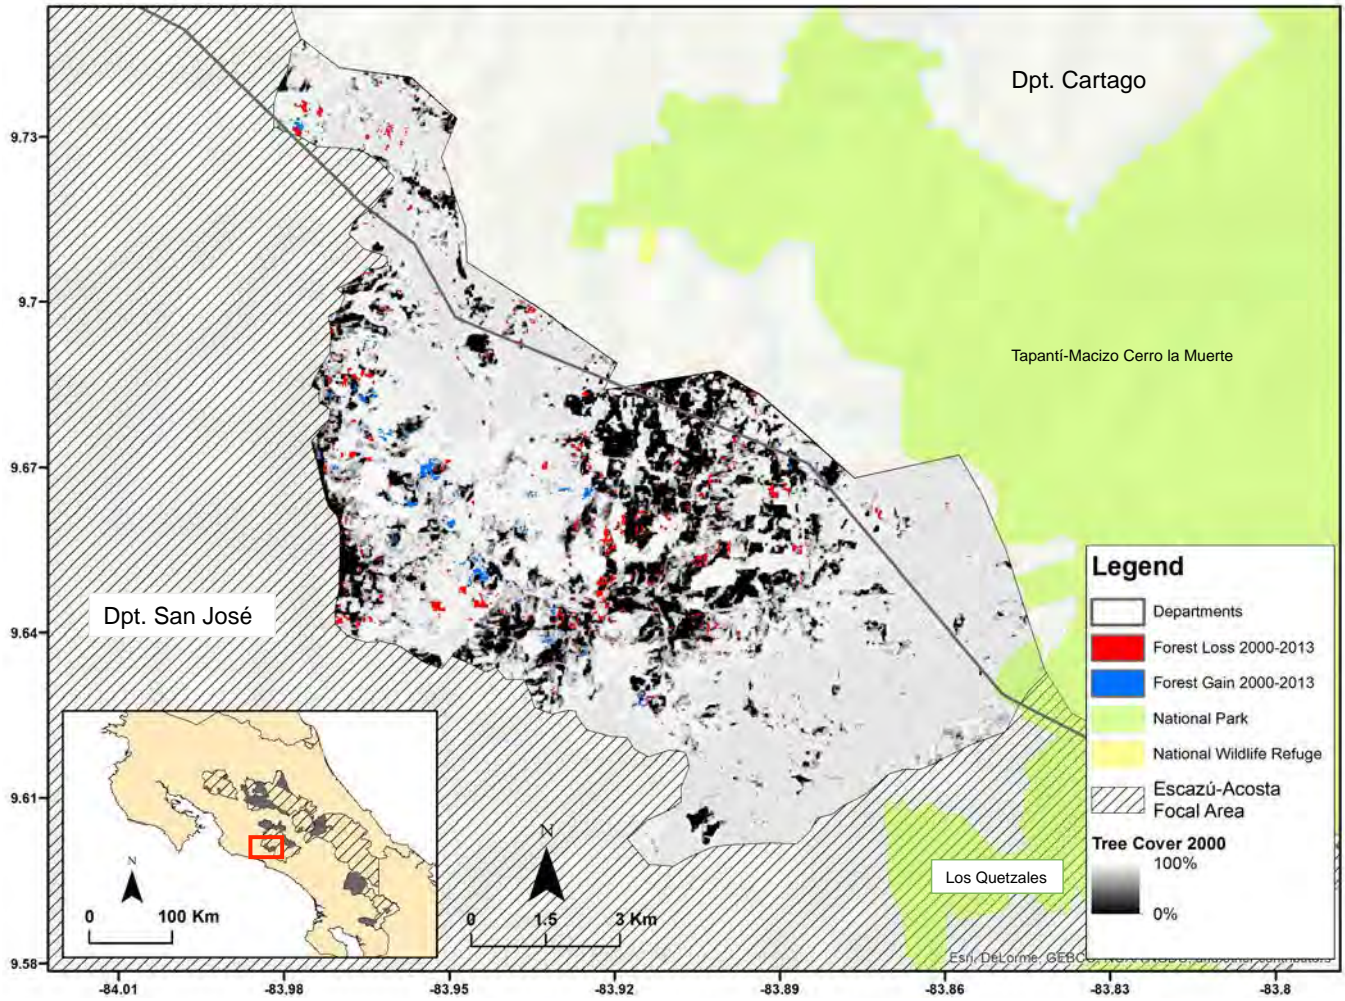 Dpt. Cartago
9.73
9.7
Tapantí-Macizo Cerro la Muerte
9.67
Dpt. San José
9.64
9.61
9.58
Legend
Departments
Forest Loss 2000-2013
Forest Gain 2000-2013
National Park
National Wildlife Refuge
Escazú-Acosta
Focal Area
Tree Cover 2000
100%
0%
Los Quetzales
N
0 100 Km
N
0 1.5 3 Km
Esri, DeLorme, GEBCO
-84.01 -83.98 -83.95 -83.92 -83.89 -83.86 -83.83 -83.8